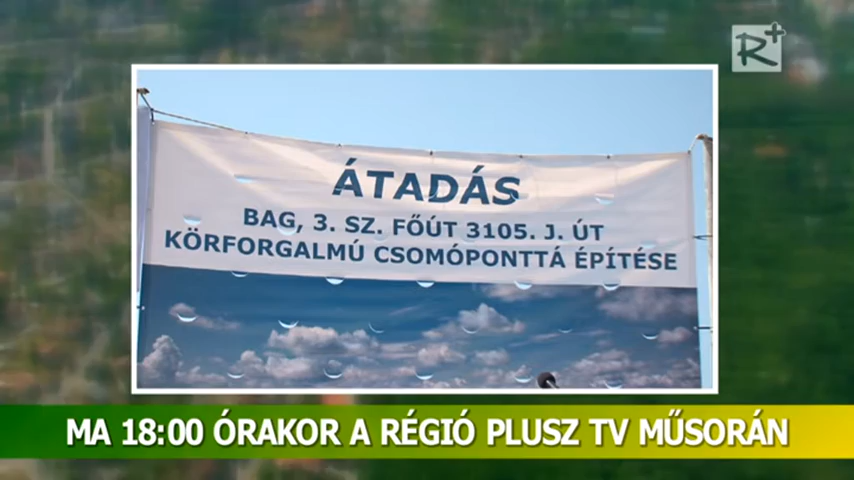 R+
ÁTADÁS
BAG, 3. SZ. FŐÚT 3105. J. ÚT
KÖRFORGALMÚ CSOMÓPONTTÁ ÉPÍTÉSE
MA 18:00 ÓRAKOR A RÉGIÓ PLUSZ TV MŰSORÁN